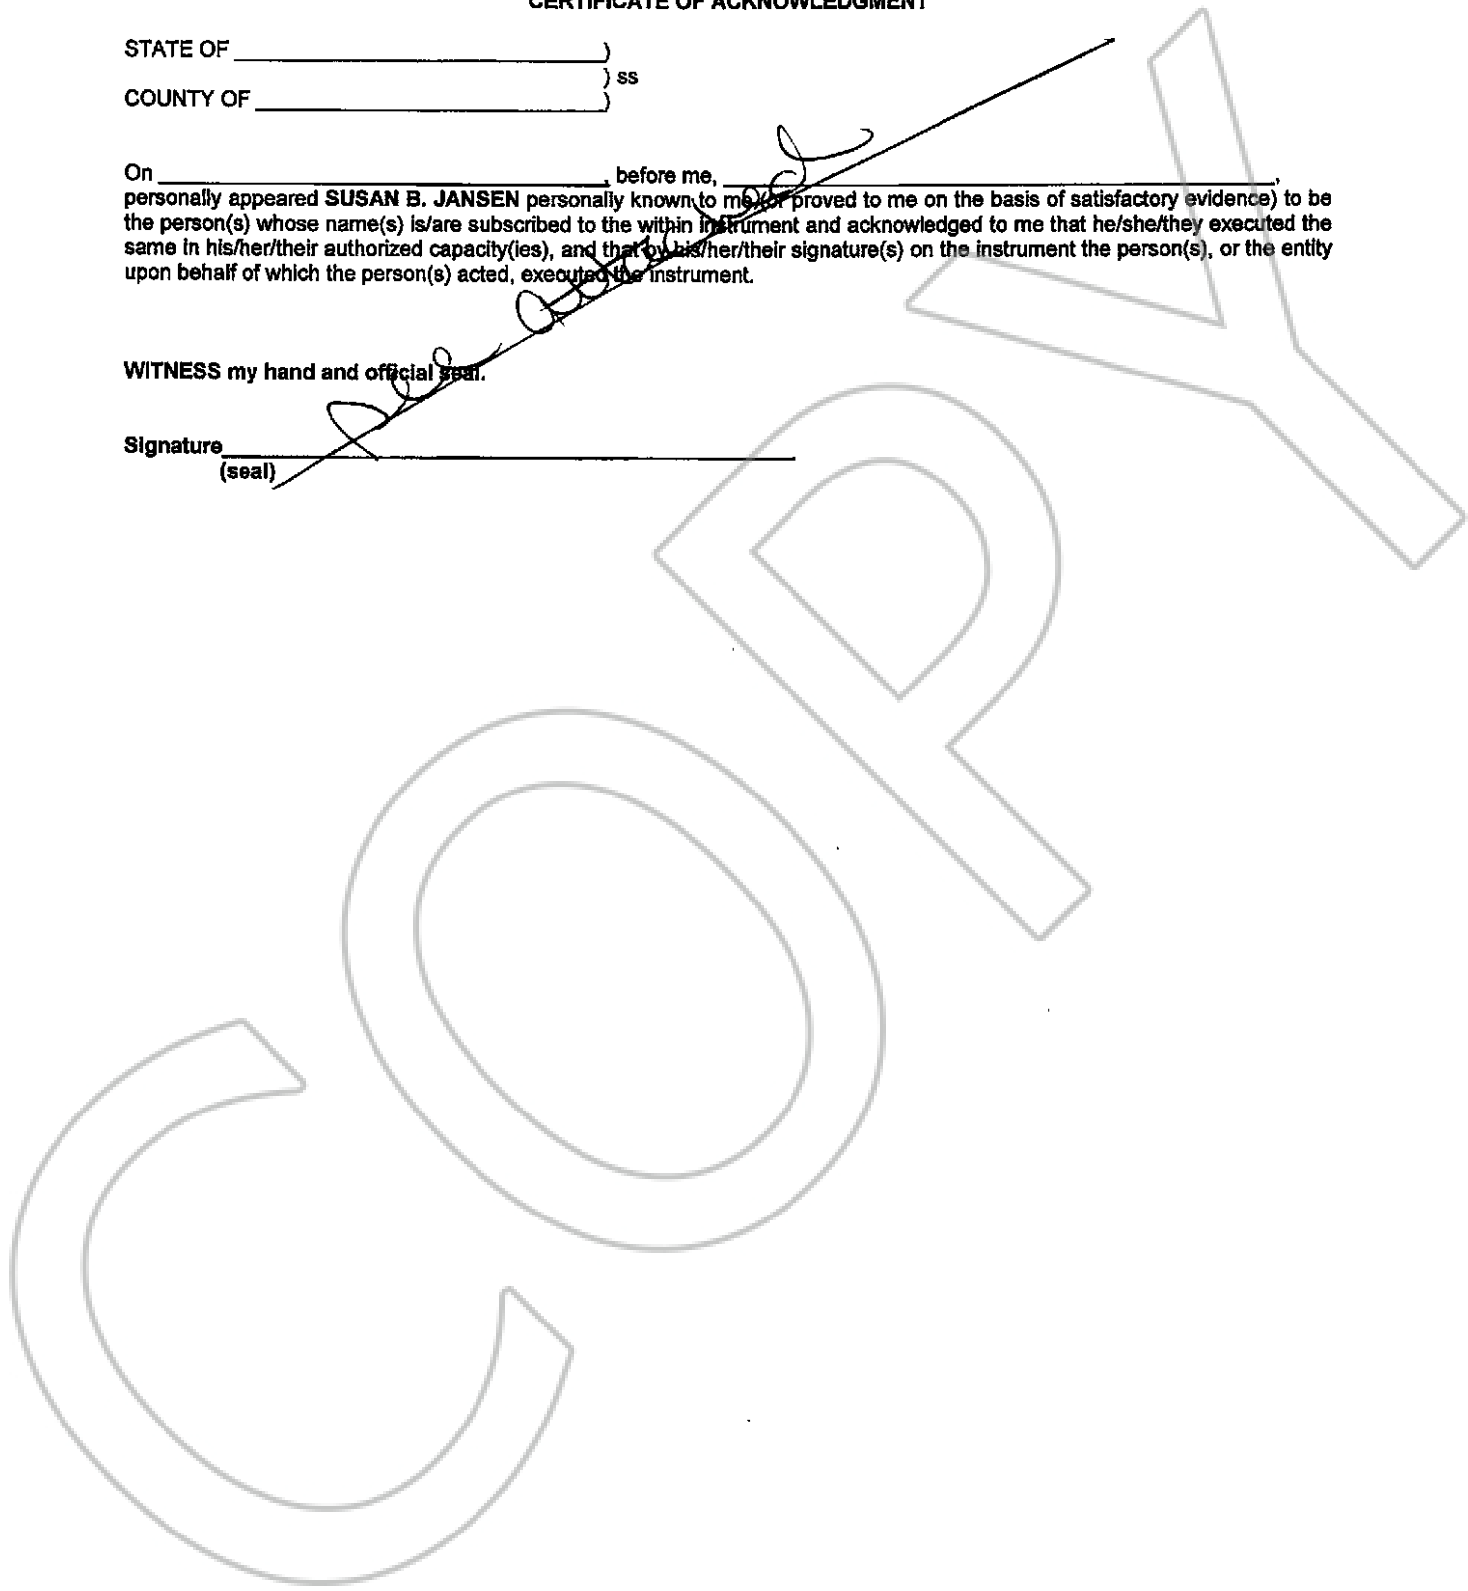 CERTIFICATE OF ACKNOWLEDGMENT
STATE OF )
) ss
COUNTY OF )
On , before me, ,
personally appeared SUSAN B. JANSEN personally known to me (or proved to me on the basis of satisfactory evidence) to be
the person(s) whose name(s) is/are subscribed to the within instrument and acknowledged to me that he/she/they executed the
same in his/her/their authorized capacity(ies), and that by his/her/their signature(s) on the instrument the person(s), or the entity
upon behalf of which the person(s) acted, executed the instrument.
See Attached
WITNESS my hand and official seal.
Signature
(seal)
COPY